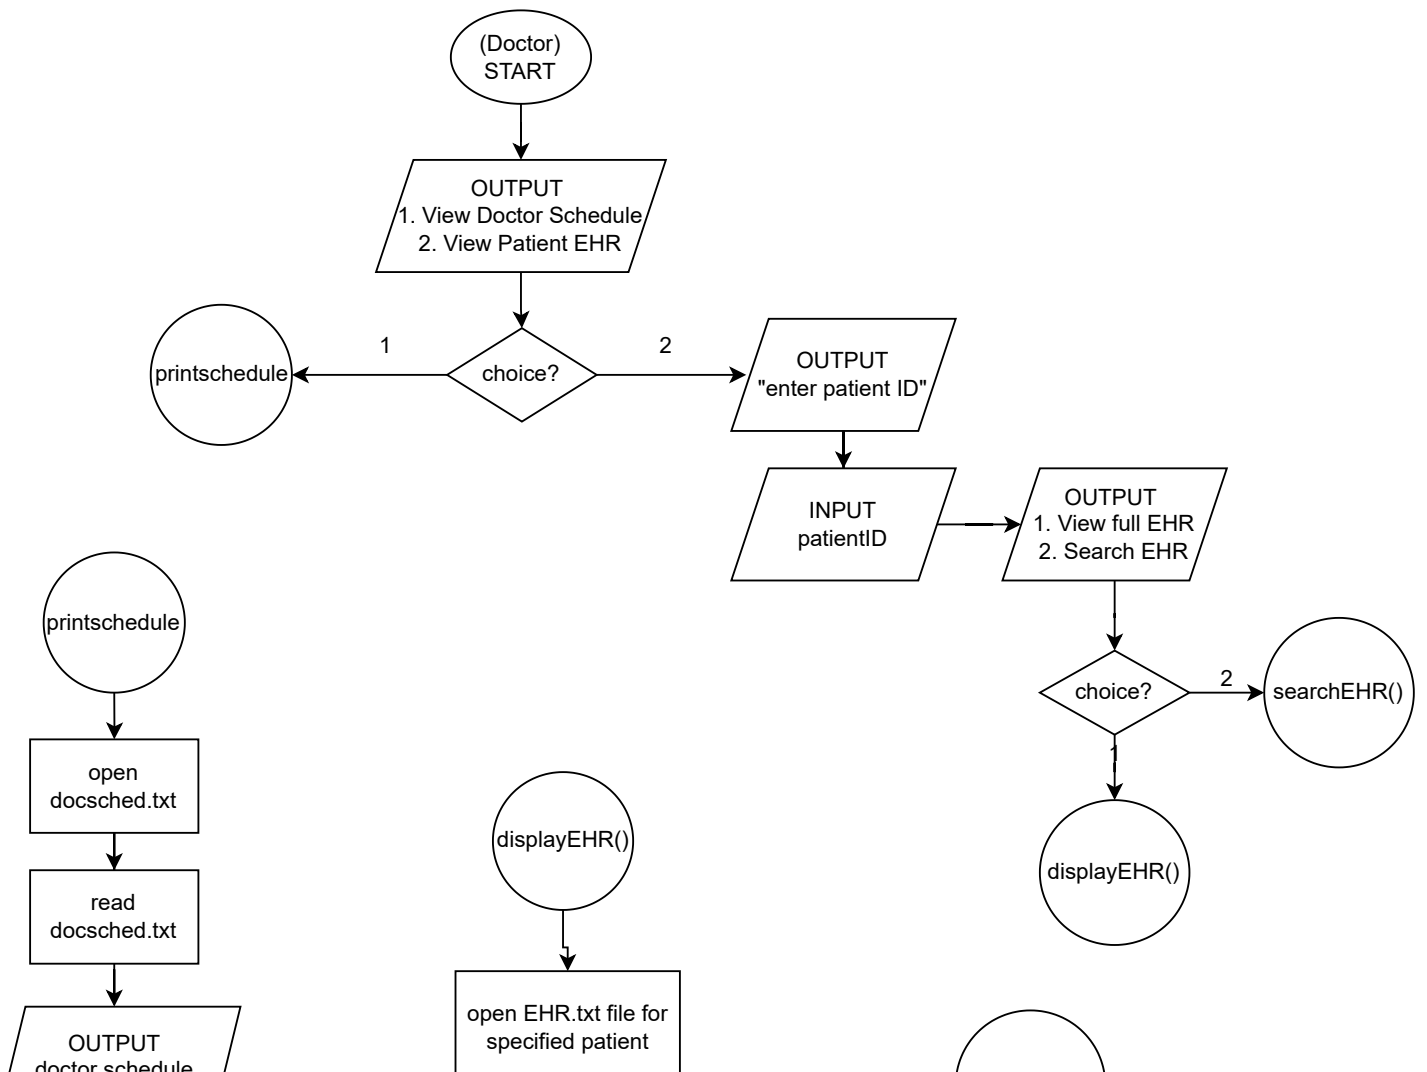 (Doctor)
START
OUTPUT
1. View Doctor Schedule
2. View Patient EHR
printschedule
1
choice?
2
OUTPUT
"enter patient ID"
INPUT
patientID
OUTPUT
1. View full EHR
2. Search EHR
choice?
2
searchEHR()
1
displayEHR()
printschedule
open
docsched.txt
read
docsched.txt
OUTPUT
doctor schedule
displayEHR()
open EHR.txt file for
specified patient